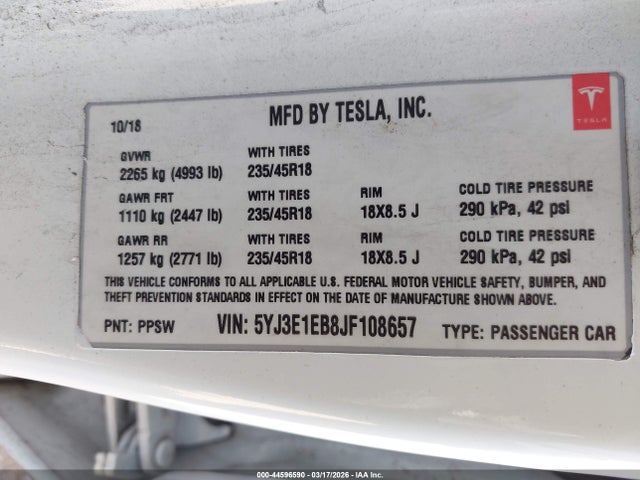 MFD BY TESLA, INC.
TESLA
10/18
GVWR WITH TIRES
2265 kg (4993 lb) 235/45R18
GAWR FRT WITH TIRES RIM COLD TIRE PRESSURE
1110 kg (2447 lb) 235/45R18 18X8.5 J 290 kPa, 42 psi
GAWR RR WITH TIRES RIM COLD TIRE PRESSURE
1257 kg (2771 lb) 235/45R18 18X8.5 J 290 kPa, 42 psi
THIS VEHICLE CONFORMS TO ALL APPLICABLE U.S. FEDERAL MOTOR VEHICLE SAFETY, BUMPER, AND
THEFT PREVENTION STANDARDS IN EFFECT ON THE DATE OF MANUFACTURE SHOWN ABOVE.
PNT: PPSW VIN: 5YJ3E1EB8JF108657 TYPE: PASSENGER CAR
000-44596590 - 03/17/2026 - IAA Inc.